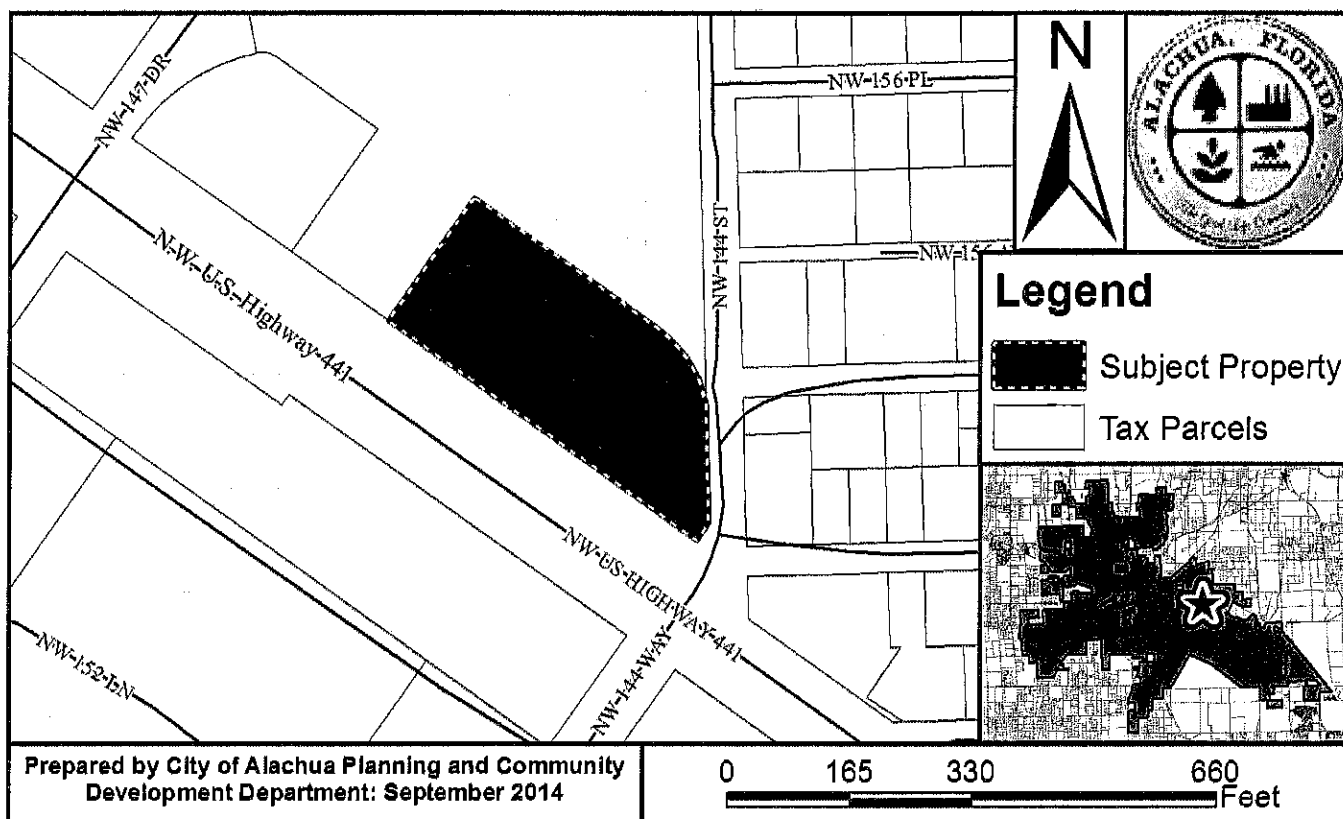 NW 147 DR
NW 156 PL
N
ALACHUA, FLORIDA
NW 144 ST
NW 156
N.W. U.S. Highway 441
Legend
Subject Property
Tax Parcels
NW US HIGHWAY 441
NW 144 WAY
NW 152 LN
Prepared by City of Alachua Planning and Community
Development Department: September 2014
0 165 330 660
Feet